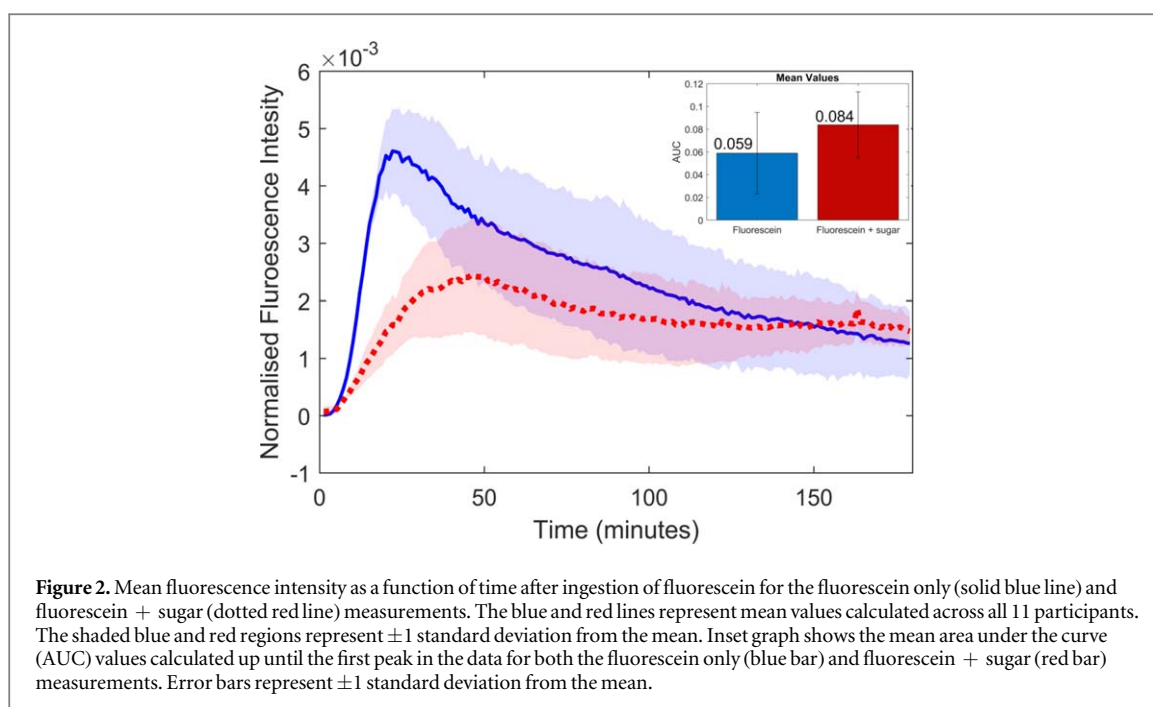 ×10⁻³
6
5
4
3
2
1
0
-1
Normalised Fluroescence Intesity
0
50
100
150
Time (minutes)
Mean Values
0.12
0.1
0.08
0.06
0.04
0.02
0
AUC
0.059
0.084
Fluorescein
Fluorescein + sugar
Figure 2. Mean fluorescence intensity as a function of time after ingestion of fluorescein for the fluorescein only (solid blue line) and
fluorescein + sugar (dotted red line) measurements. The blue and red lines represent mean values calculated across all 11 participants.
The shaded blue and red regions represent ±1 standard deviation from the mean. Inset graph shows the mean area under the curve
(AUC) values calculated up until the first peak in the data for both the fluorescein only (blue bar) and fluorescein + sugar (red bar)
measurements. Error bars represent ±1 standard deviation from the mean.